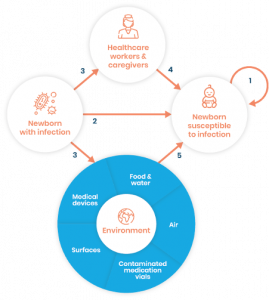 Healthcare
workers &
caregivers
3
4
1
Newborn
with infection
2
Newborn
susceptible
to infection
3
5
Food &
water
Medical
devices
Environment
Air
Surfaces
Contaminated
medication
vials